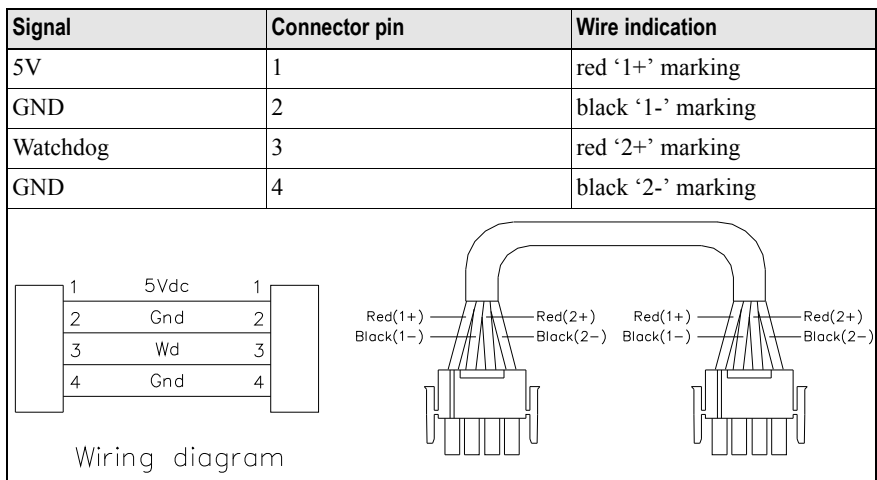 Signal Connector pin Wire indication
5V 1 red ‘1+’ marking
GND 2 black ‘1-’ marking
Watchdog 3 red ‘2+’ marking
GND 4 black ‘2-’ marking
1 5Vdc 1
2 Gnd 2
3 Wd 3
4 Gnd 4
Wiring diagram
Red(1+) Red(2+) Red(1+) Red(2+)
Black(1-) Black(2-) Black(1-) Black(2-)